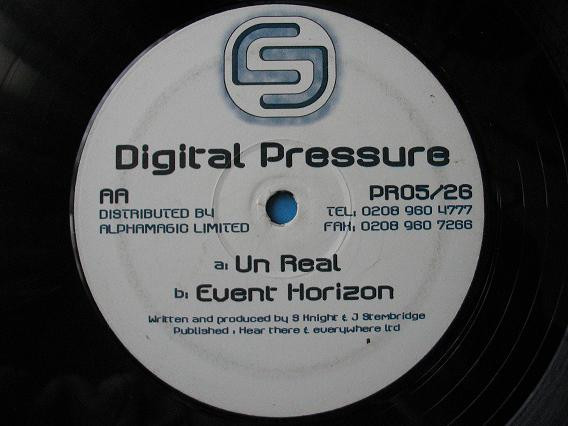 Digital Pressure
AA
PRO5/26
DISTRIBUTED BY
ALPHAMAGIC LIMITED
TEL: 0208 960 4777
FAX: 0208 960 7266
a: Un Real
b: Event Horizon
Written and produced by S Knight & J Stembridge
Published : Hear there & everywhere ltd